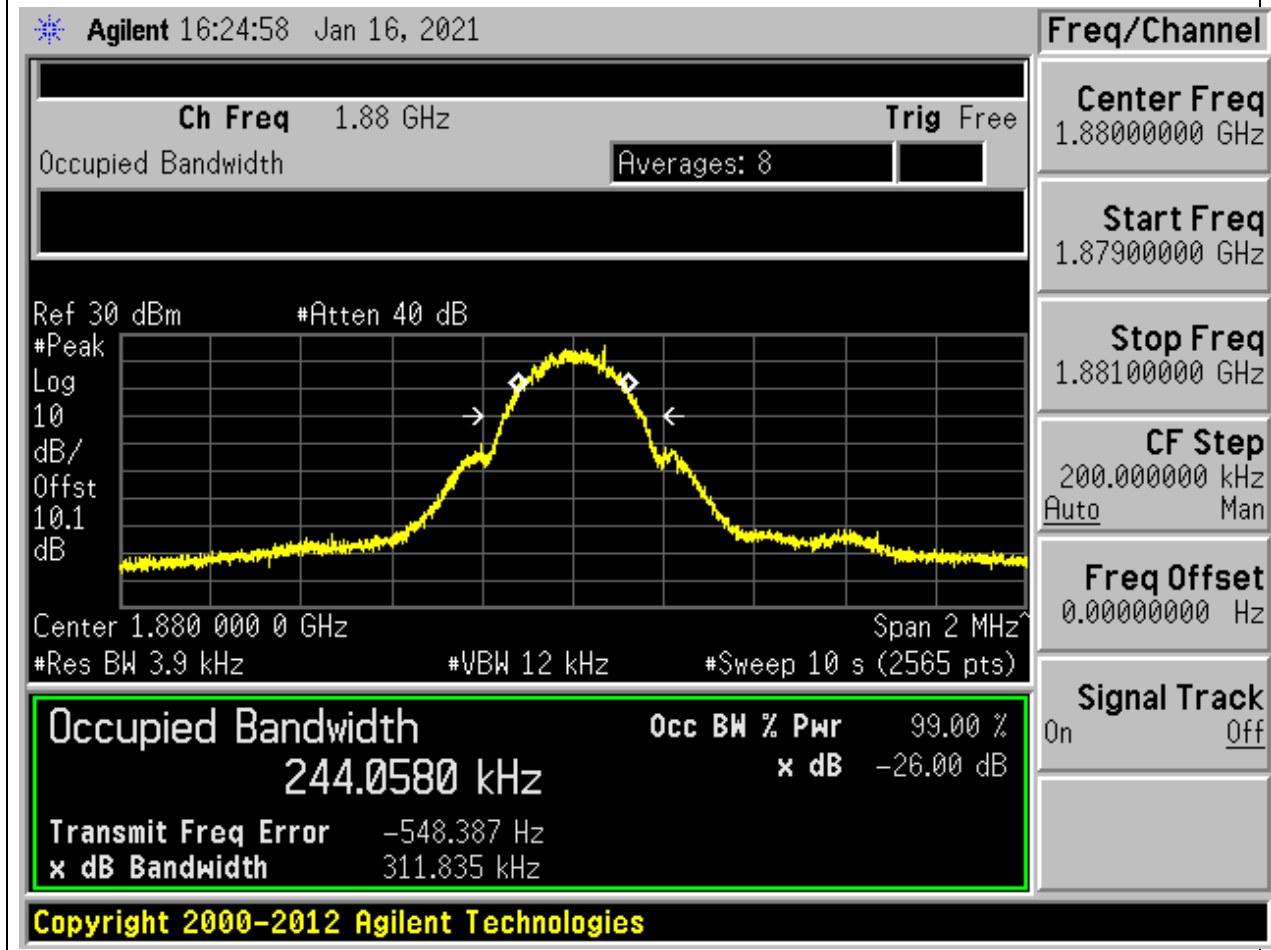 Agilent 16:24:58 Jan 16, 2021
Freq/Channel
Ch Freq 1.88 GHz Trig Free
Occupied Bandwidth Averages: 8
Center Freq
1.88000000 GHz
Start Freq
1.87900000 GHz
Stop Freq
1.88100000 GHz
CF Step
200.000000 kHz
Auto Man
Freq Offset
0.00000000 Hz
Signal Track
On Off
Ref 30 dBm #Atten 40 dB
#Peak
Log
10
dB/
Offst
10.1
dB
Center 1.880 000 0 GHz Span 2 MHz^
#Res BW 3.9 kHz #VBW 12 kHz #Sweep 10 s (2565 pts)
Occupied Bandwidth
244.0580 kHz
Occ BW % Pwr 99.00 %
x dB -26.00 dB
Transmit Freq Error -548.387 Hz
x dB Bandwidth 311.835 kHz
Copyright 2000-2012 Agilent Technologies